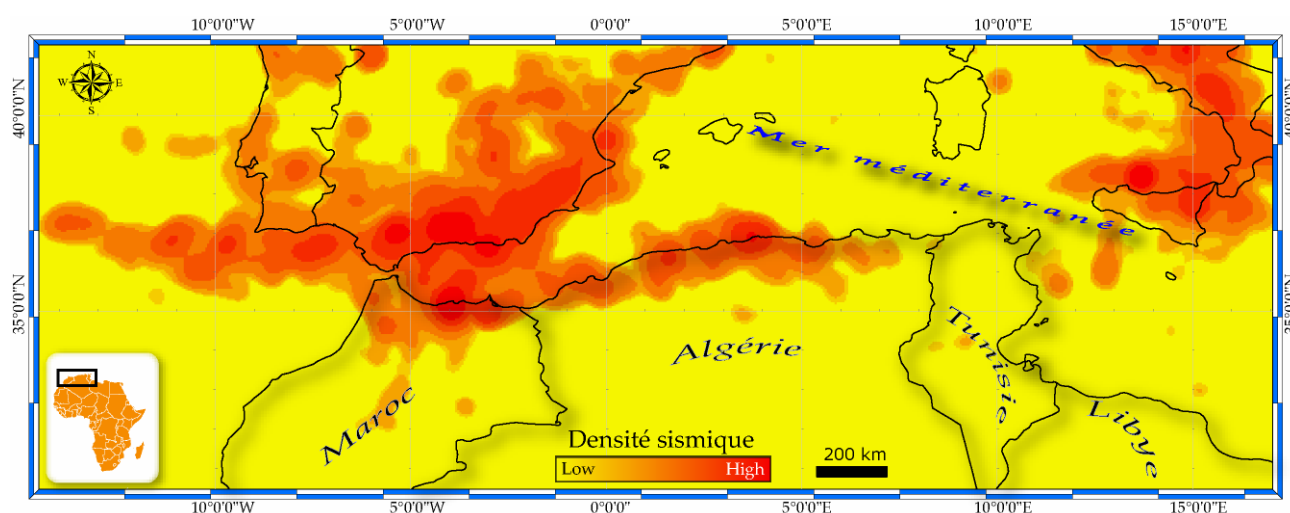 10°0'0"W 5°0'0"W 0°0'0" 5°0'0"E 10°0'0"E 15°0'0"E
N
W E
S
40°0'0"N 40°0'0"N
Mer méditerranée
35°0'0"N 35°0'0"N
Algérie
Tunisie
Maroc
Libye
Densité sismique
Low High
200 km
10°0'0"W 5°0'0"W 0°0'0" 5°0'0"E 10°0'0"E 15°0'0"E